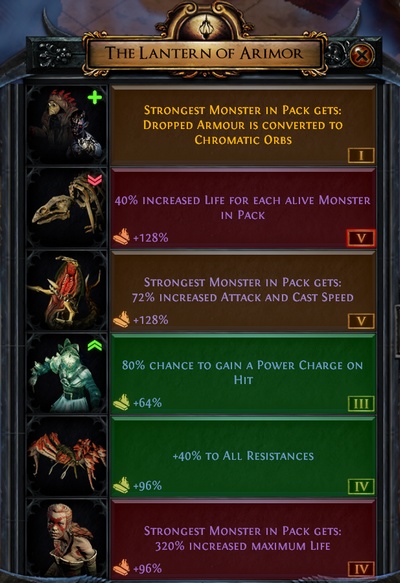 The Lantern of Arimor
Strongest Monster in Pack gets:
Dropped Armour is converted to
Chromatic Orbs
I
40% increased Life for each alive Monster
in Pack
+128%
V
Strongest Monster in Pack gets:
72% increased Attack and Cast Speed
+128%
V
80% chance to gain a Power Charge on
Hit
+64%
III
+40% to All Resistances
+96%
IV
Strongest Monster in Pack gets:
320% increased maximum Life
+96%
IV